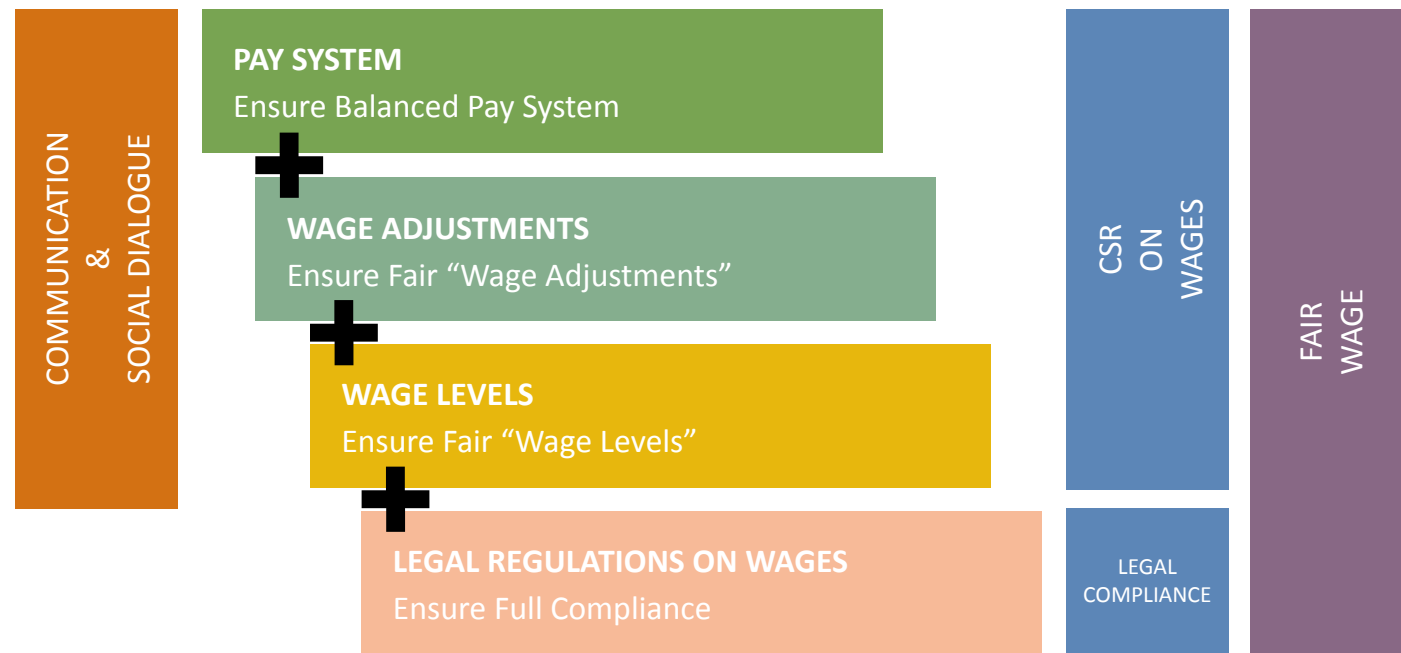 COMMUNICATION
&
SOCIAL DIALOGUE
PAY SYSTEM
Ensure Balanced Pay System
WAGE ADJUSTMENTS
Ensure Fair “Wage Adjustments”
WAGE LEVELS
Ensure Fair “Wage Levels”
LEGAL REGULATIONS ON WAGES
Ensure Full Compliance
CSR
ON
WAGES
LEGAL
COMPLIANCE
FAIR
WAGE